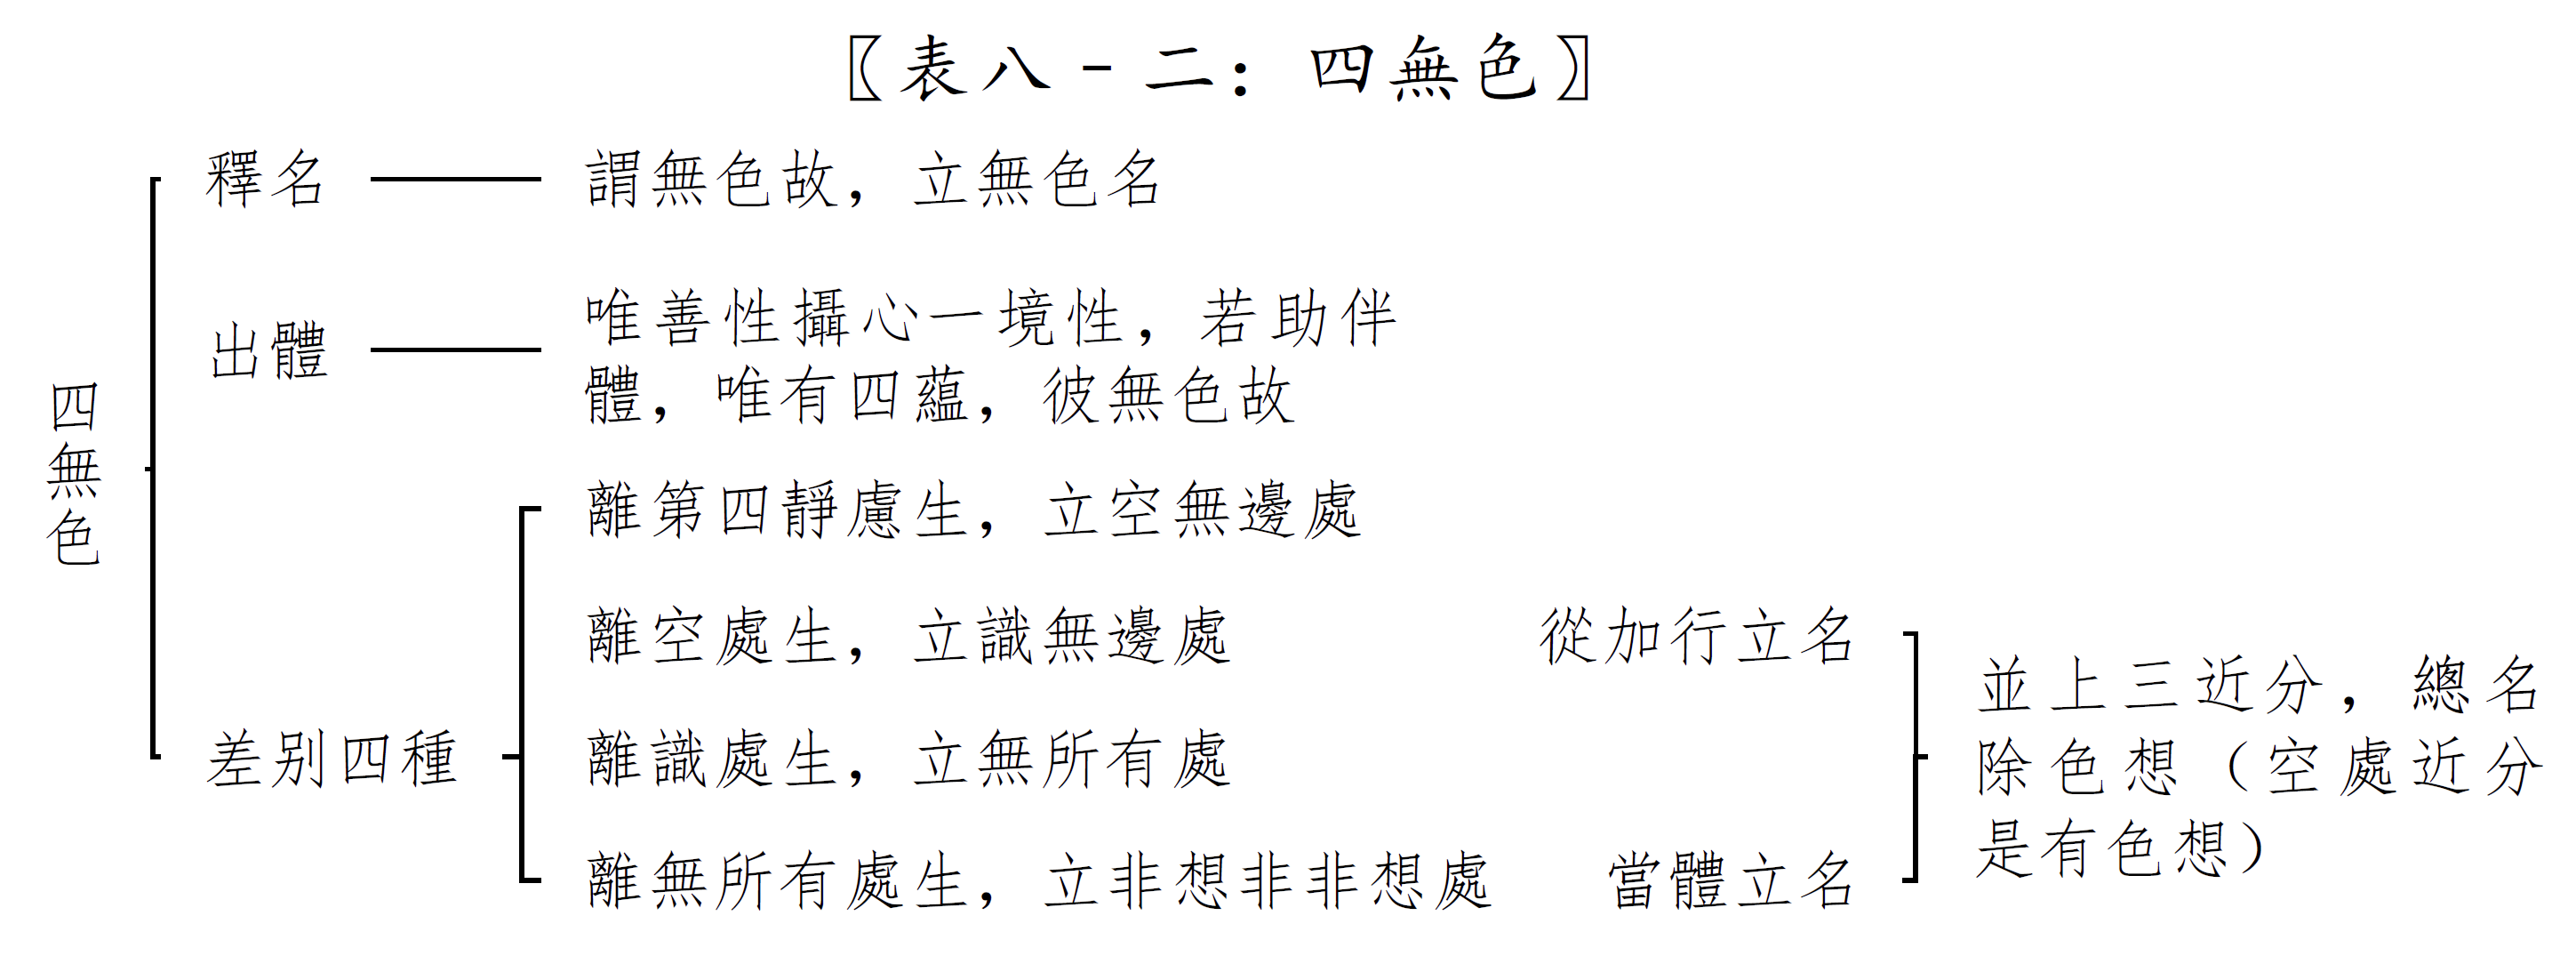 〖表八-二：四無色〗
四無色
釋名
謂無色故，立無色名
出體
唯善性攝心一境性，若助伴
體，唯有四蘊，彼無色故
差別四種
離第四靜慮生，立空無邊處
離空處生，立識無邊處
離識處生，立無所有處
離無所有處生，立非想非非想處
從加行立名
當體立名
並上三近分，總名
除色想（空處近分
是有色想）